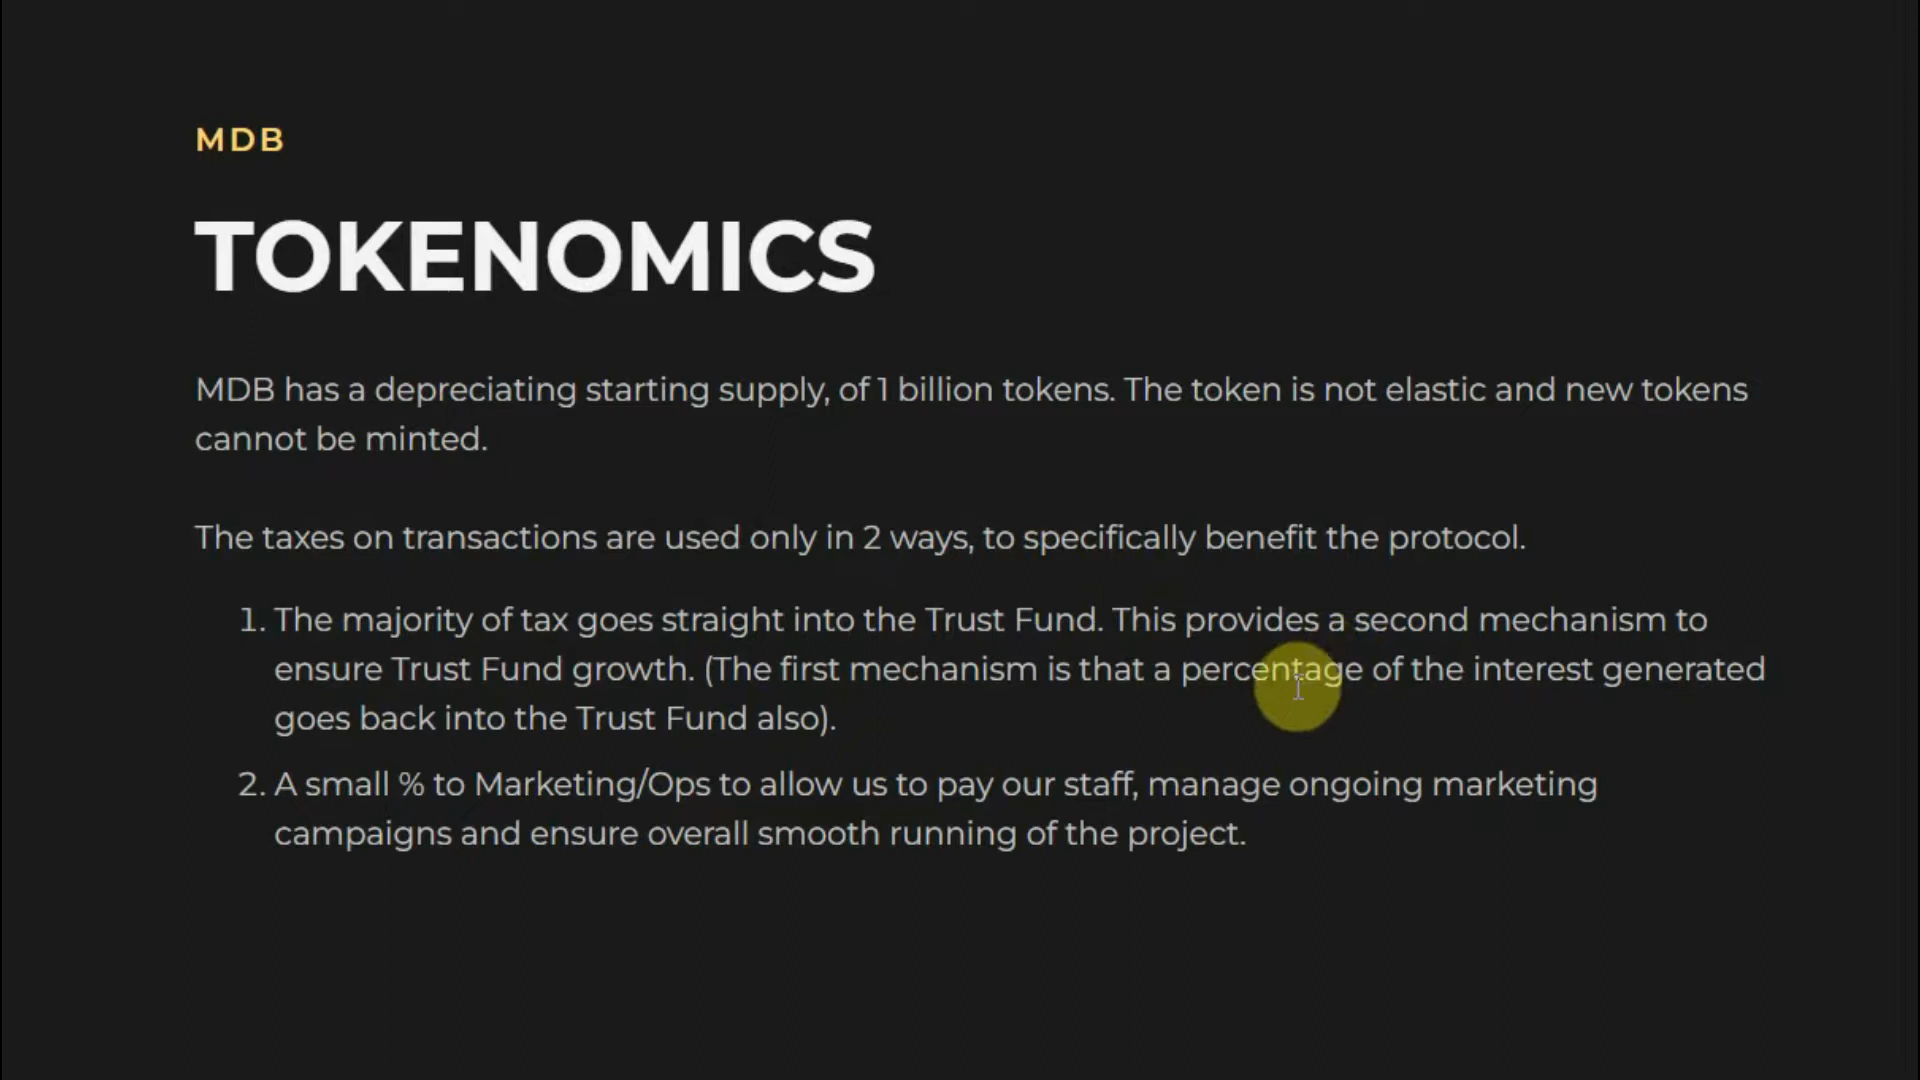 MDB
TOKENOMICS
MDB has a depreciating starting supply, of 1 billion tokens. The token is not elastic and new tokens
cannot be minted.
The taxes on transactions are used only in 2 ways, to specifically benefit the protocol.
1. The majority of tax goes straight into the Trust Fund. This provides a second mechanism to
ensure Trust Fund growth. (The first mechanism is that a percentage of the interest generated
goes back into the Trust Fund also).
2. A small % to Marketing/Ops to allow us to pay our staff, manage ongoing marketing
campaigns and ensure overall smooth running of the project.